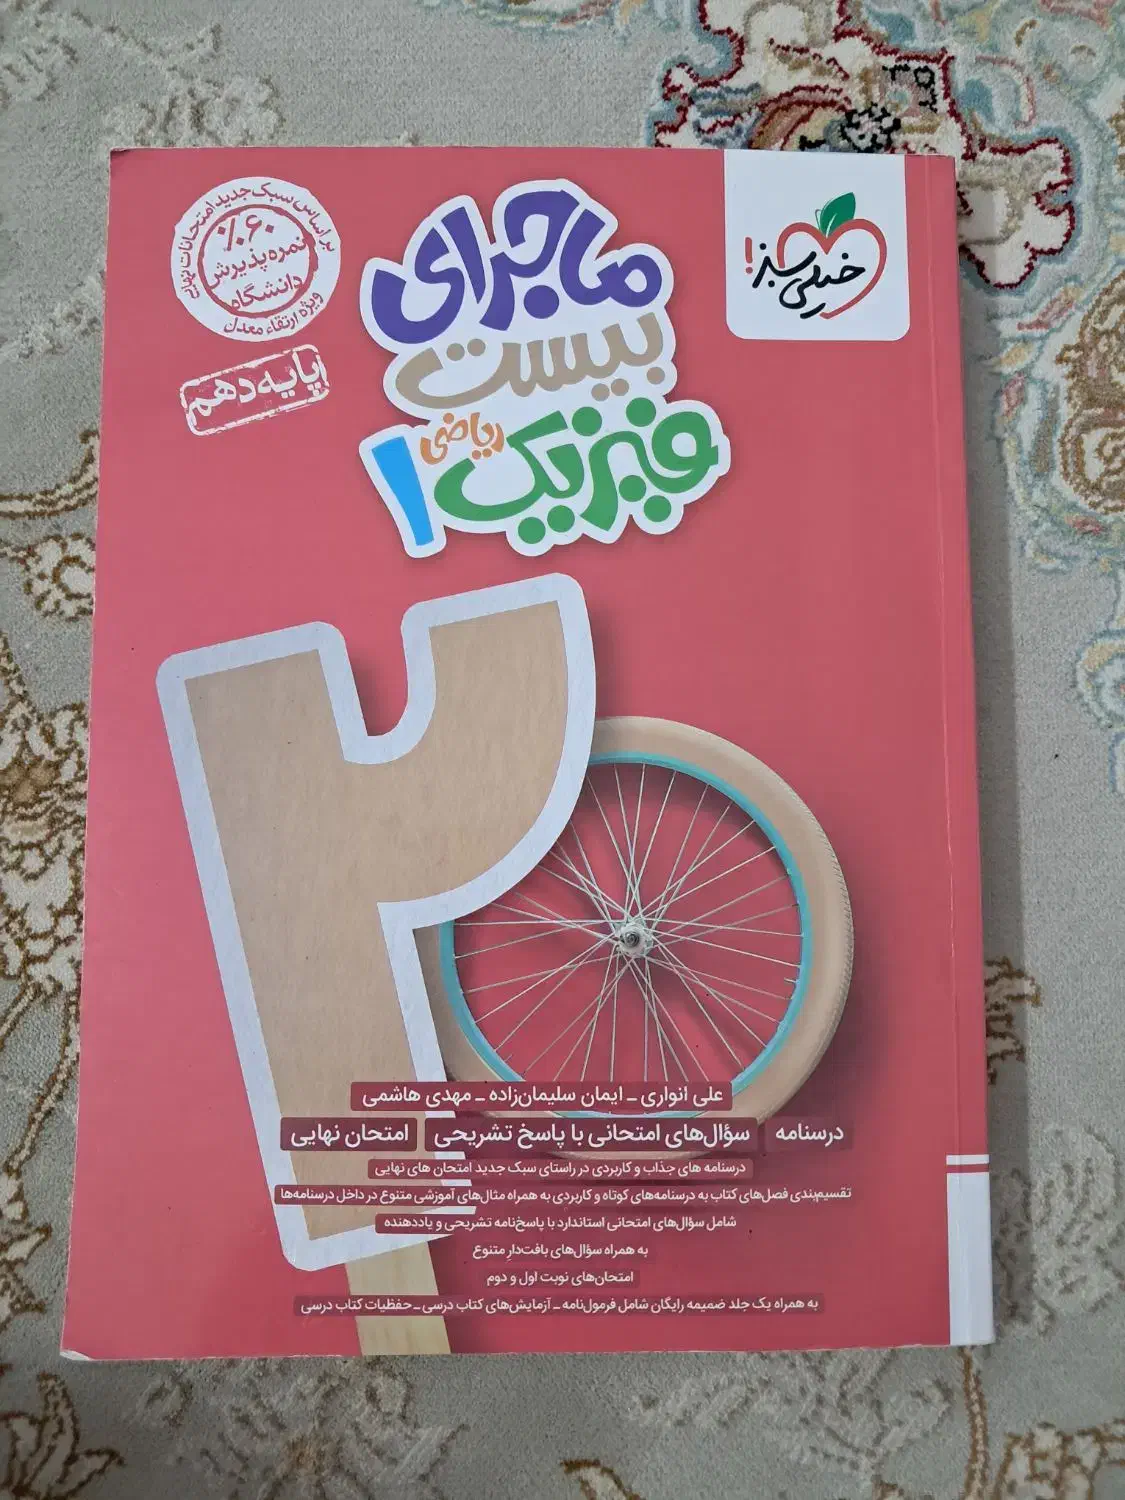 بر اساس سبک جدید امتحانات نهایی
۶۰٪
نمره پذیرش
دانشگاه
ویژه ارتقاء معدل
پایه دهم
ماجرای
بیست
فیزیک ۱
ریاضی
خیلی سبز!
۲۰
علی انواری ـ ایمان سلیمان‌زاده ـ مهدی هاشمی
درسنامه سؤال‌های امتحانی با پاسخ تشریحی امتحان نهایی
درسنامه های جذاب و کاربردی در راستای سبک جدید امتحان های نهایی
تقسیم‌بندی فصل‌های کتاب به درسنامه‌های کوتاه و کاربردی به همراه مثال‌های آموزشی متنوع در داخل درسنامه‌ها
شامل سؤال‌های امتحانی استاندارد با پاسخ‌نامه تشریحی و یاددهنده
به همراه سؤال‌های بافت‌دارِ متنوع
امتحان‌های نوبت اول و دوم
به همراه یک جلد ضمیمه رایگان شامل فرمول‌نامه ـ آزمایش‌های کتاب درسی ـ حفظیات کتاب درسی